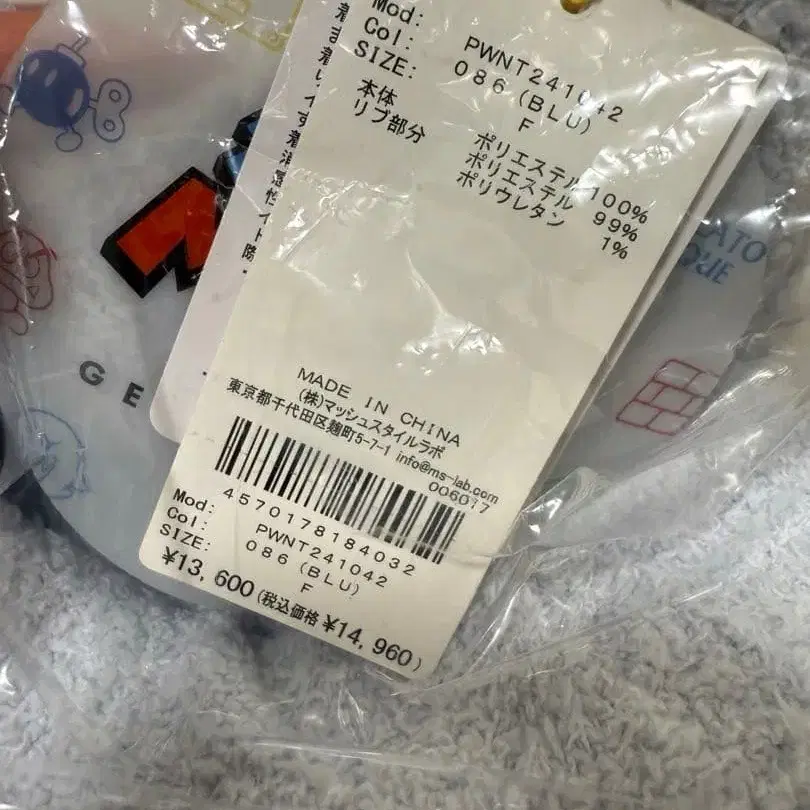 Mod: PWNT241042
Col: 086 (BLU)
SIZE: F
本体 ポリエステル 100%
リブ部分 ポリエステル 99%
ポリウレタン 1%
MADE IN CHINA
(株)マッシュスタイルラボ
東京都千代田区麹町5-7-1 info@ms-lab.com
006017
4570178184032
Mod: PWNT241042
Col: 086 (BLU)
SIZE: F
¥13,600 (税込価格 ¥14,960)
GE